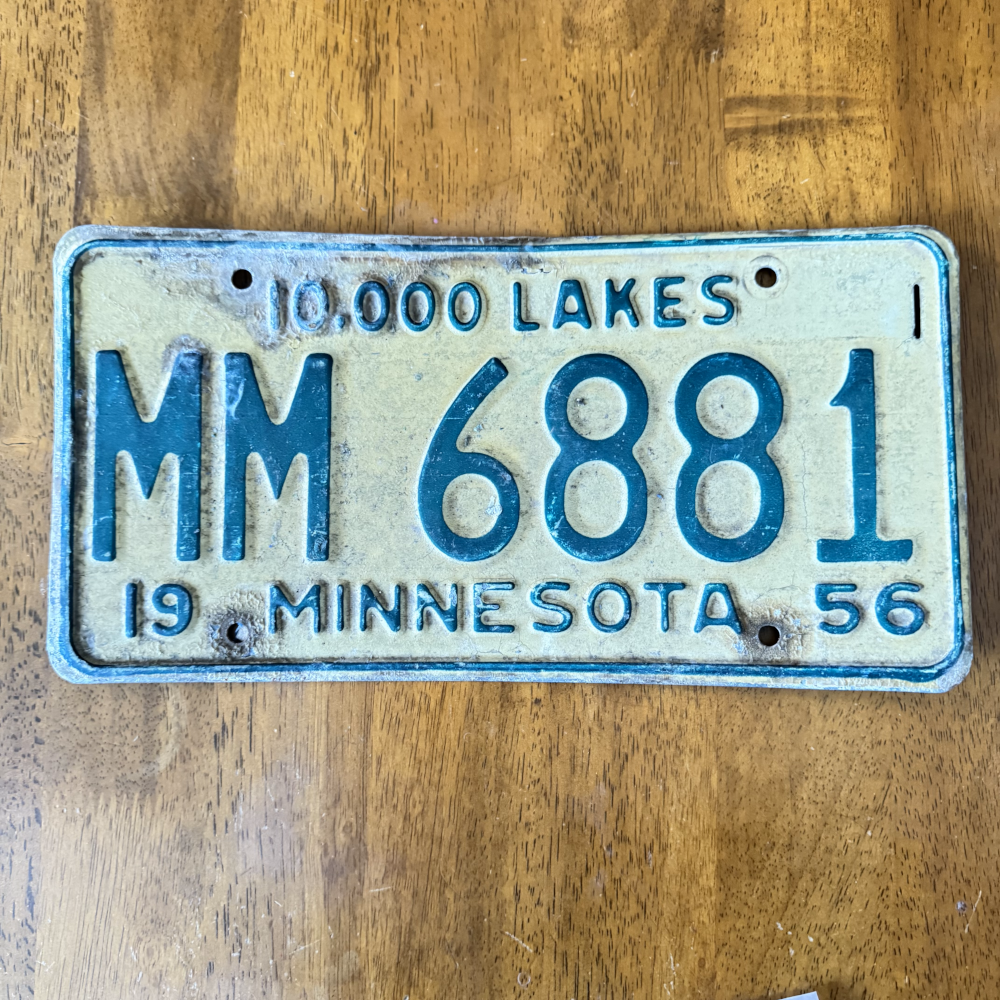 10.000 LAKES
MM 6881
19 MINNESOTA 56